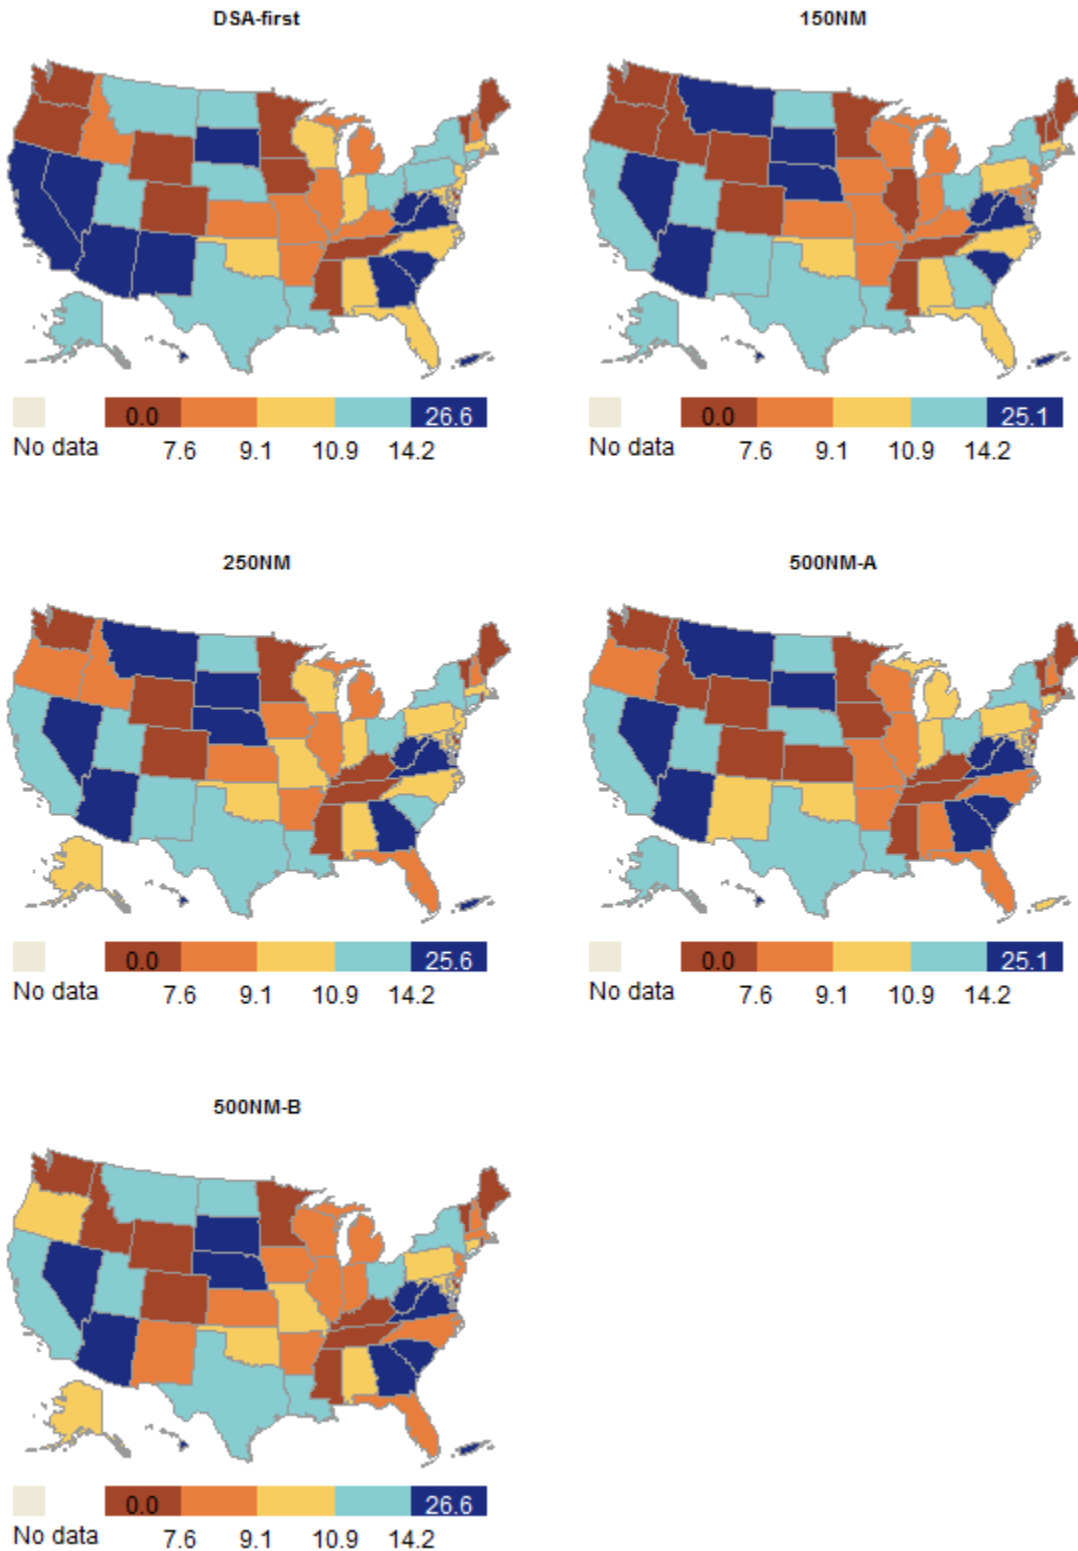 DSA-first 150NM
0.0 26.6 0.0 25.1
No data 7.6 9.1 10.9 14.2 No data 7.6 9.1 10.9 14.2
250NM 500NM-A
0.0 25.6 0.0 25.1
No data 7.6 9.1 10.9 14.2 No data 7.6 9.1 10.9 14.2
500NM-B
0.0 26.6
No data 7.6 9.1 10.9 14.2